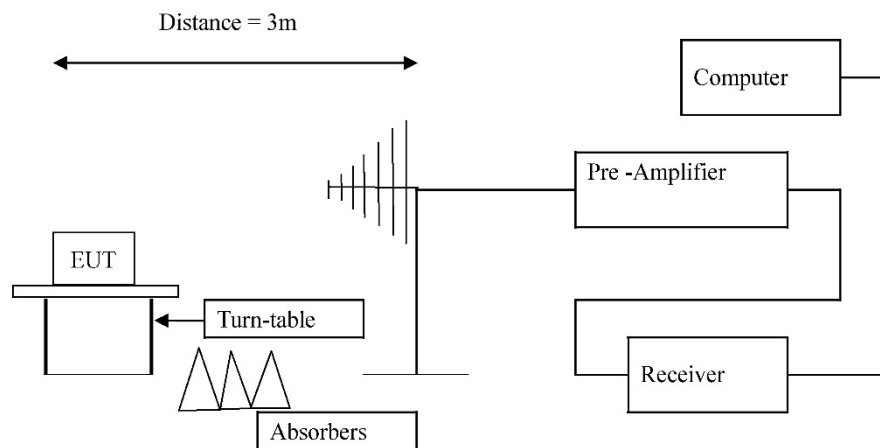 Distance = 3m
Computer
Pre -Amplifier
EUT
Turn-table
Receiver
Absorbers